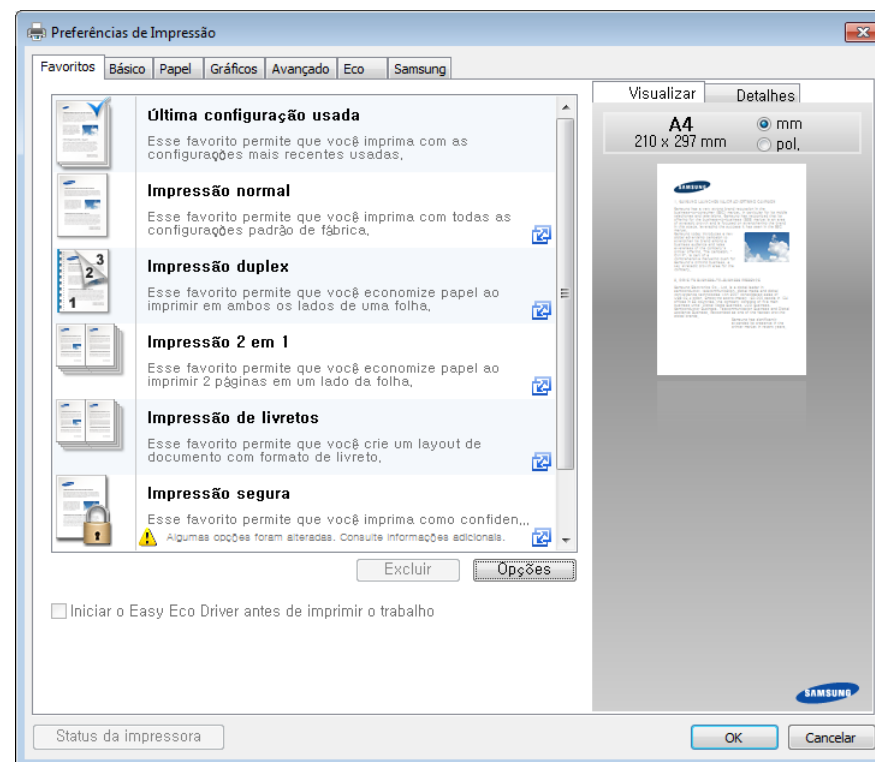 Preferências de Impressão
Favoritos Básico Papel Gráficos Avançado Eco Samsung
Última configuração usada
Esse favorito permite que você imprima com as
configurações mais recentes usadas,
Impressão normal
Esse favorito permite que você imprima com todas as
configurações padrão de fábrica,
Impressão duplex
Esse favorito permite que você economize papel ao
imprimir em ambos os lados de uma folha,
Impressão 2 em 1
Esse favorito permite que você economize papel ao
imprimir 2 páginas em um lado da folha,
Impressão de livretos
Esse favorito permite que você crie um layout de
documento com formato de livreto,
Impressão segura
Esse favorito permite que você imprima como confiden,,,
Algumas opções foram alteradas. Consulte informações adicionais.
1 2 3
Excluir Opções
Iniciar o Easy Eco Driver antes de imprimir o trabalho
Visualizar Detalhes
A4
210 x 297 mm
mm
pol,
SAMSUNG
SAMSUNG
Status da impressora
OK Cancelar